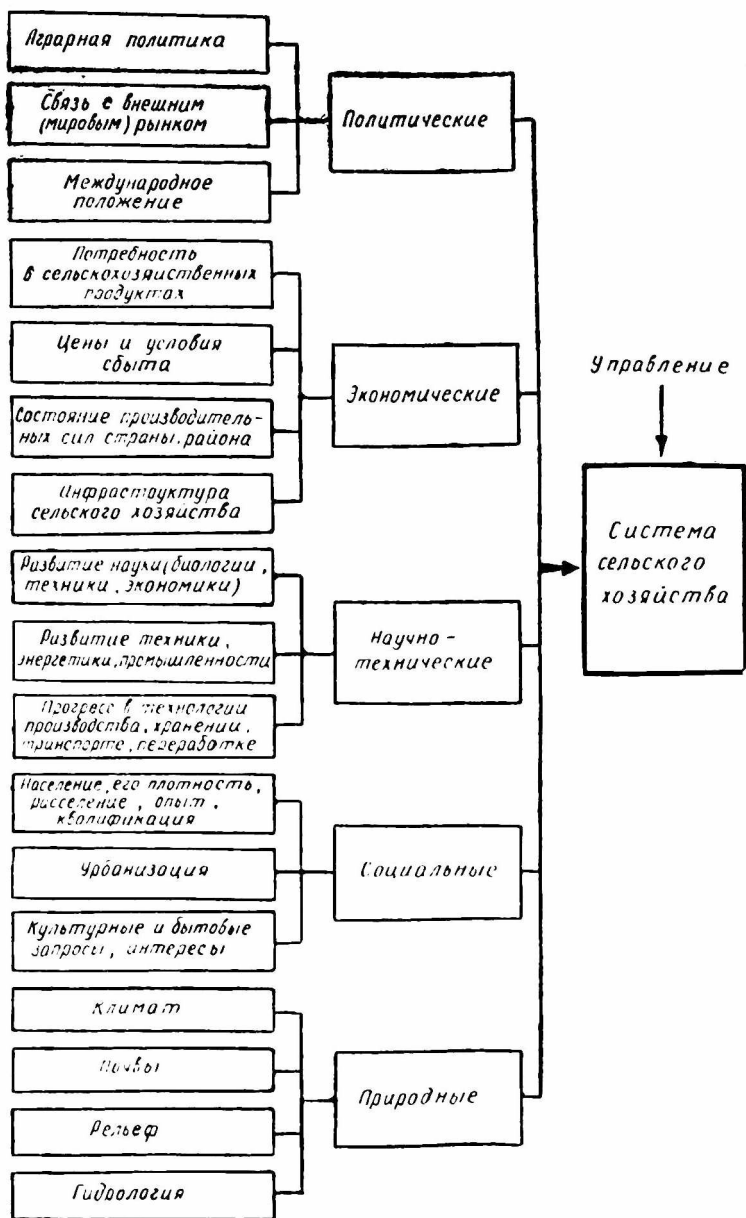 Аграрная политика
Связь с внешним
(мировым) рынком
Международное
положение
Политические
Потребность
в сельскохозяйственных
продуктах
Цены и условия
сбыта
Состояние производитель-
ных сил страны, района
Инфраструктура
сельского хозяйства
Экономические
Развитие науки (биологии,
техники, экономики)
Развитие техники,
энергетики, промышленности
Прогресс в технологии
производства, хранении,
транспорте, переработке
Научно-
технические
Население, его плотность,
расселение, опыт,
квалификация
Урбанизация
Культурные и бытовые
запросы, интересы
Социальные
Климат
Почвы
Рельеф
Гидрология
Природные
Управление
Система
сельского
хозяйства